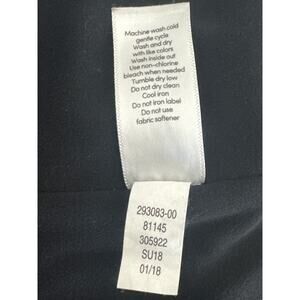 Machine wash cold
gentle cycle
Wash and dry
with like colors
Wash inside out
Use non-chlorine
bleach when needed
Tumble dry low
Do not dry clean
Cool iron
Do not iron label
Do not use
fabric softener
293083-00
81145
305922
SU18
01/18